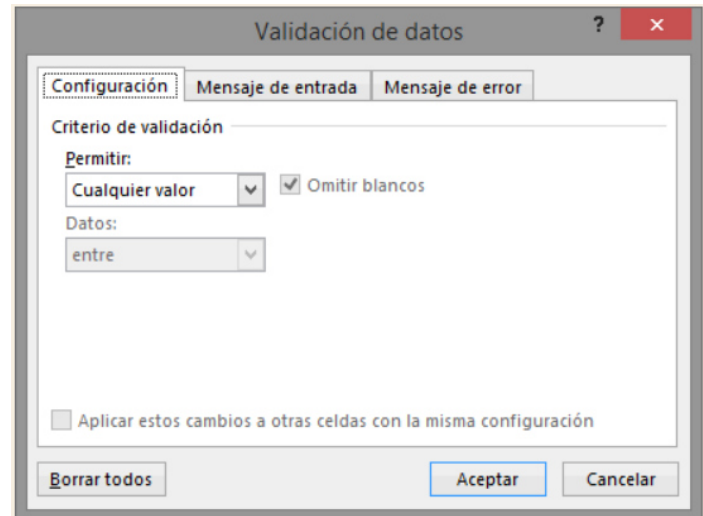 Validación de datos ?
Configuración Mensaje de entrada Mensaje de error
Criterio de validación
Permitir:
Cualquier valor Omitir blancos
Datos:
entre
Aplicar estos cambios a otras celdas con la misma configuración
Borrar todos Aceptar Cancelar